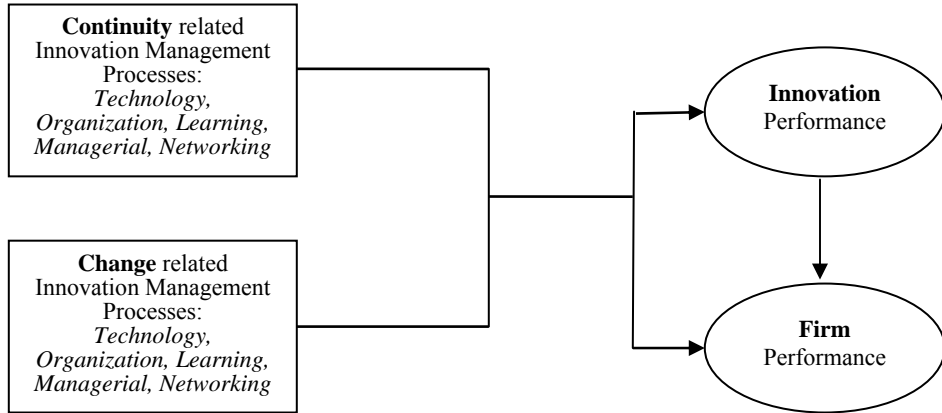 Continuity related
Innovation Management
Processes:
Technology,
Organization, Learning,
Managerial, Networking
Innovation
Performance
Change related
Innovation Management
Processes:
Technology,
Organization, Learning,
Managerial, Networking
Firm
Performance